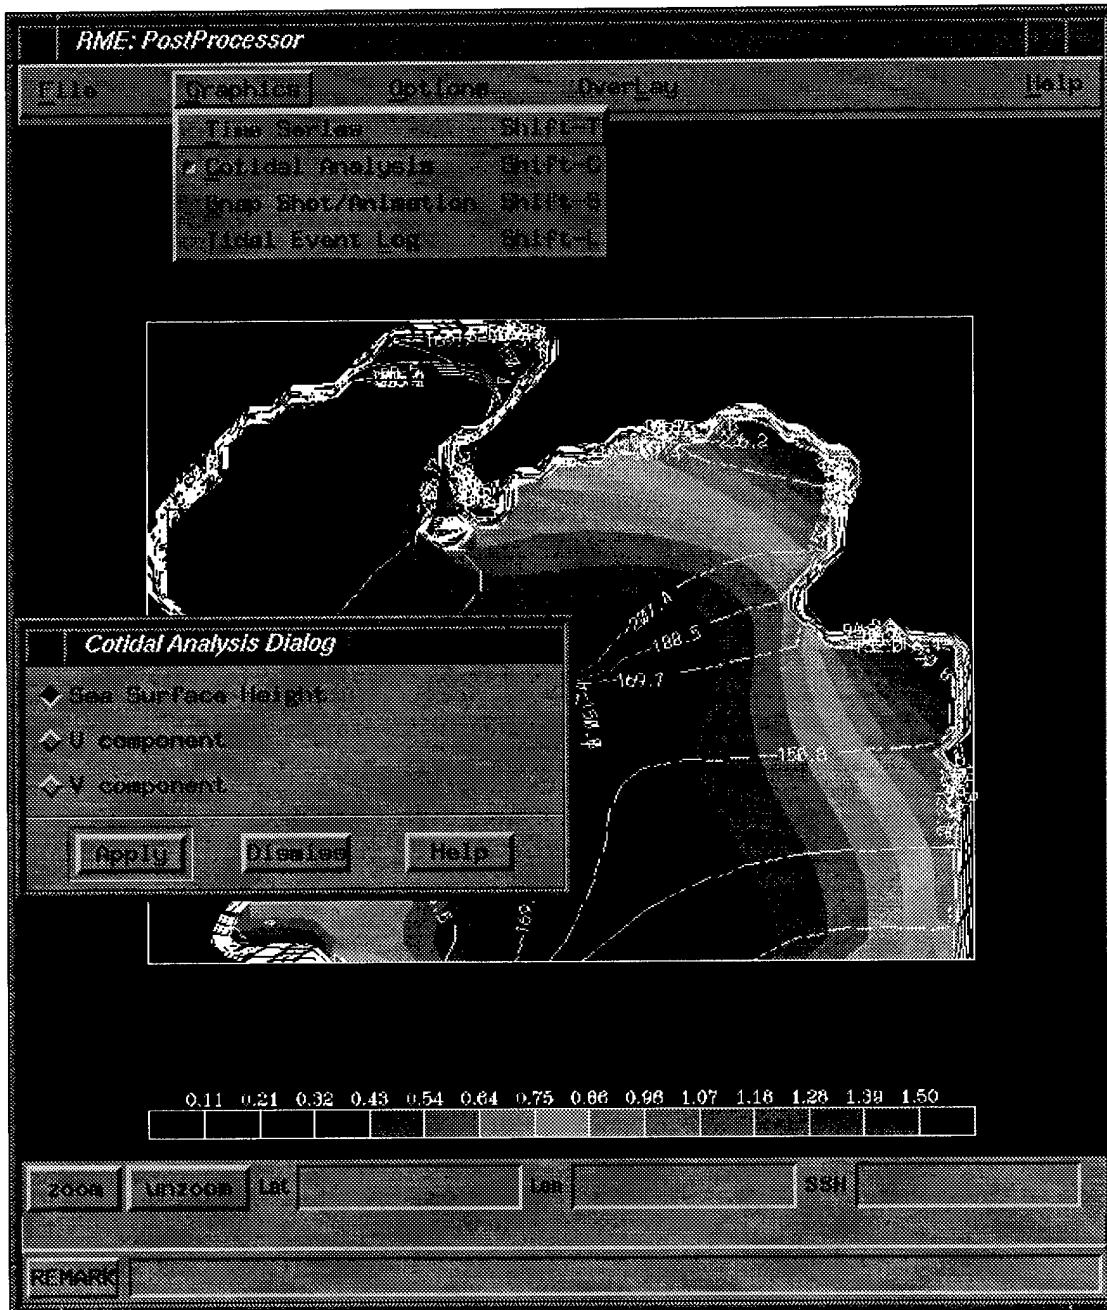 RME: PostProcessor
File Graphics Options... OverLay Help
Time Series Shift-T
Cotidal Analysis Shift-C
Snap Shot/Animation Shift-S
Tidal Event Log Shift-L
207.4
188.5
169.7
150.8
Cotidal Analysis Dialog
Sea Surface Height
U component
V component
Apply Dismiss Help
0.11 0.21 0.32 0.43 0.54 0.64 0.75 0.86 0.96 1.07 1.18 1.28 1.39 1.50
zoom unzoom Lat Lon SSH
REMARK